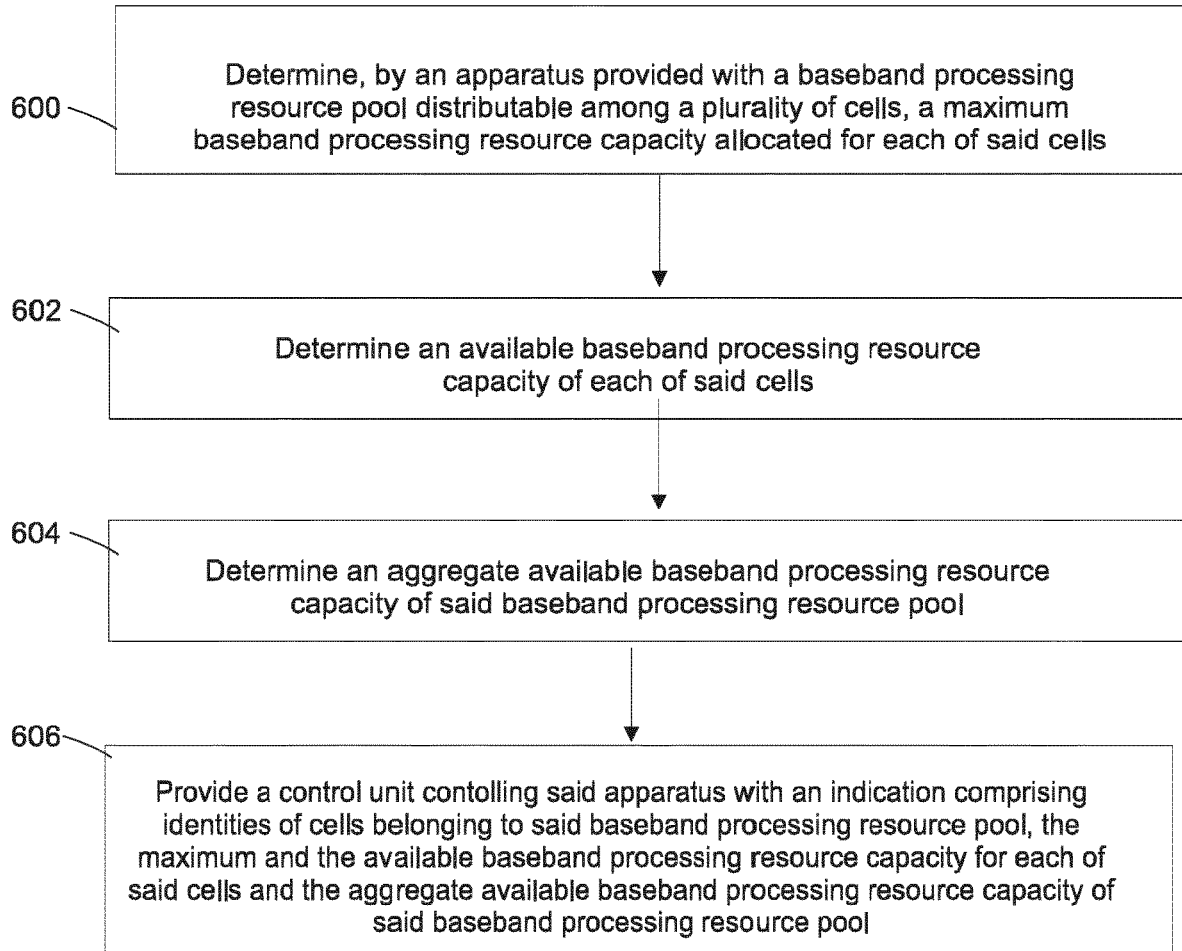 600
Determine, by an apparatus provided with a baseband processing
resource pool distributable among a plurality of cells, a maximum
baseband processing resource capacity allocated for each of said cells
602
Determine an available baseband processing resource
capacity of each of said cells
604
Determine an aggregate available baseband processing resource
capacity of said baseband processing resource pool
606
Provide a control unit contolling said apparatus with an indication comprising
identities of cells belonging to said baseband processing resource pool, the
maximum and the available baseband processing resource capacity for each of
said cells and the aggregate available baseband processing resource capacity of
said baseband processing resource pool